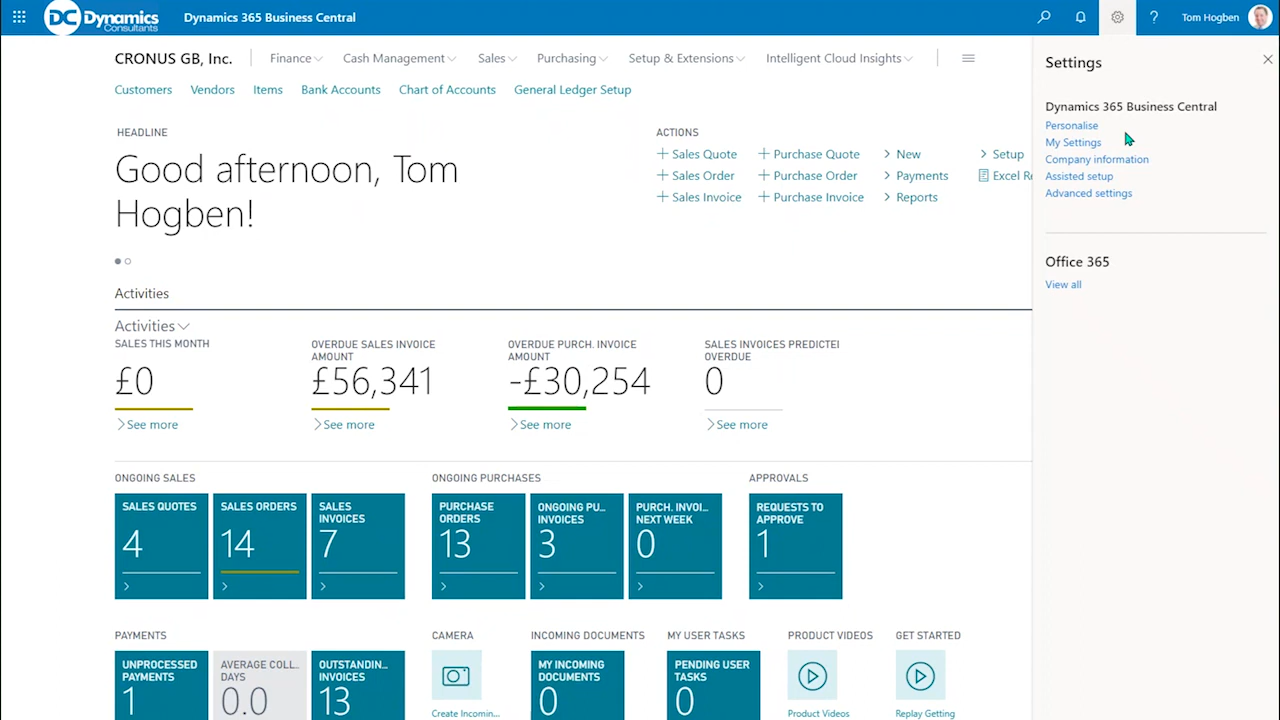 DC Dynamics
Consultants
Dynamics 365 Business Central
?
Tom Hogben
CRONUS GB, Inc.
Finance
Cash Management
Sales
Purchasing
Setup & Extensions
Intelligent Cloud Insights
Customers
Vendors
Items
Bank Accounts
Chart of Accounts
General Ledger Setup
HEADLINE
Good afternoon, Tom
Hogben!
ACTIONS
+ Sales Quote
+ Purchase Quote
> New
> Setup
+ Sales Order
+ Purchase Order
> Payments
Excel Re
+ Sales Invoice
+ Purchase Invoice
> Reports
Activities
Activities
SALES THIS MONTH
£0
>See more
OVERDUE SALES INVOICE
AMOUNT
£56,341
>See more
OVERDUE PURCH. INVOICE
AMOUNT
-£30,254
>See more
SALES INVOICES PREDICTEI
OVERDUE
0
>See more
ONGOING SALES
SALES QUOTES
4
>
SALES ORDERS
14
>
SALES
INVOICES
7
>
ONGOING PURCHASES
PURCHASE
ORDERS
13
>
ONGOING PU...
INVOICES
3
>
PURCH. INVOI...
NEXT WEEK
0
>
APPROVALS
REQUESTS TO
APPROVE
1
>
PAYMENTS
UNPROCESSED
PAYMENTS
1
AVERAGE COLL...
DAYS
0.0
OUTSTANDIN...
INVOICES
13
CAMERA
Create Incomin...
INCOMING DOCUMENTS
MY INCOMING
DOCUMENTS
0
MY USER TASKS
PENDING USER
TASKS
0
PRODUCT VIDEOS
Product Videos
GET STARTED
Replay Getting
Settings
Dynamics 365 Business Central
Personalise
My Settings
Company information
Assisted setup
Advanced settings
Office 365
View all